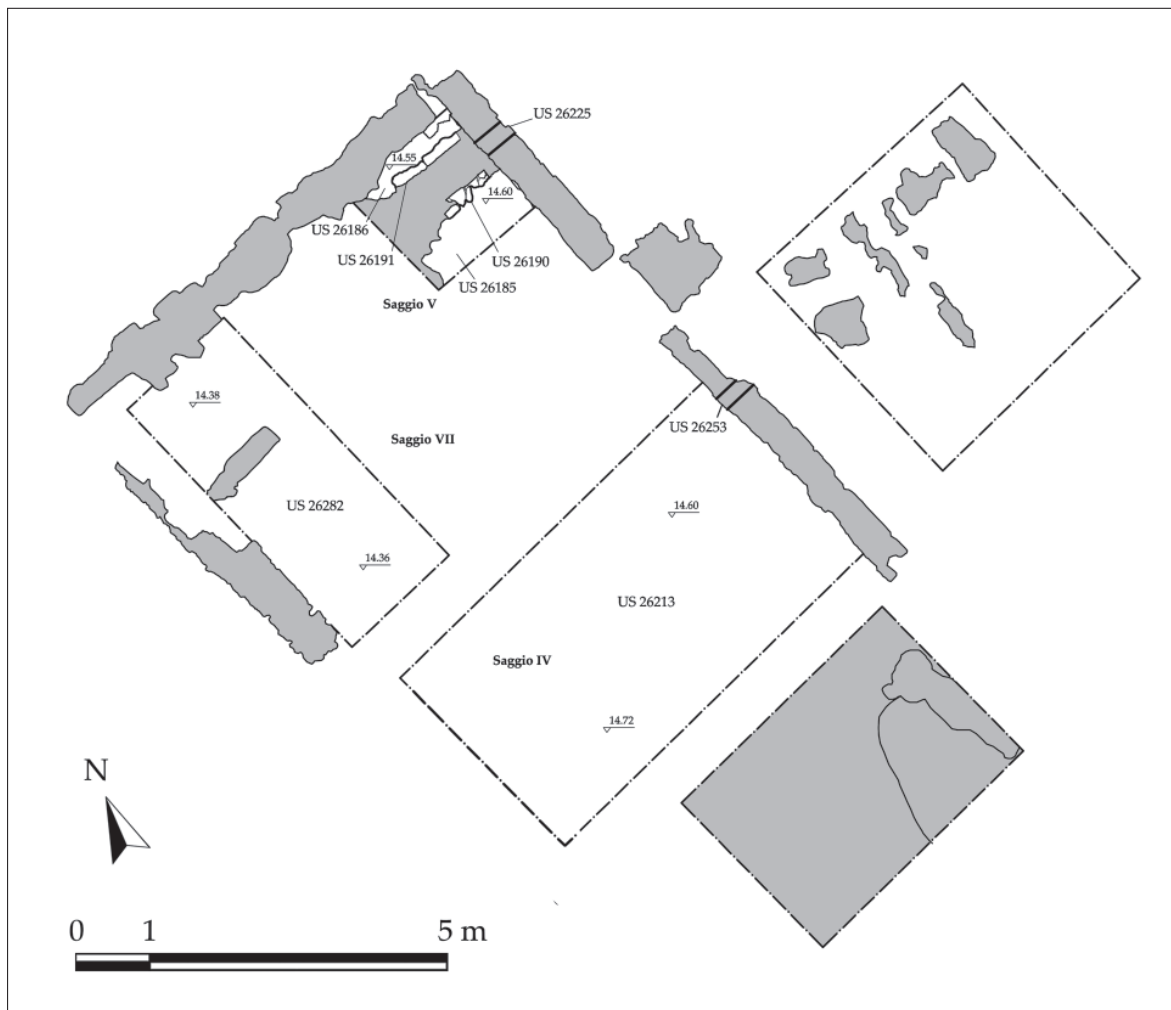 US 26225
14.55
14.60
US 26186
US 26191
US 26190
US 26185
Saggio V
14.38
Saggio VII
US 26253
US 26282
14.60
14.36
US 26213
Saggio IV
14.72
N
0 1 5 m